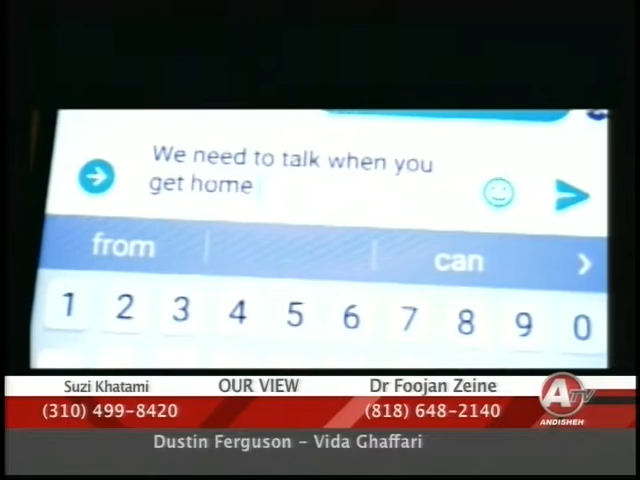 We need to talk when you
get home
from can
1 2 3 4 5 6 7 8 9 0
Suzi Khatami OUR VIEW Dr Foojan Zeine
(310) 499-8420 (818) 648-2140
ATV
ANDISHEH
Dustin Ferguson - Vida Ghaffari